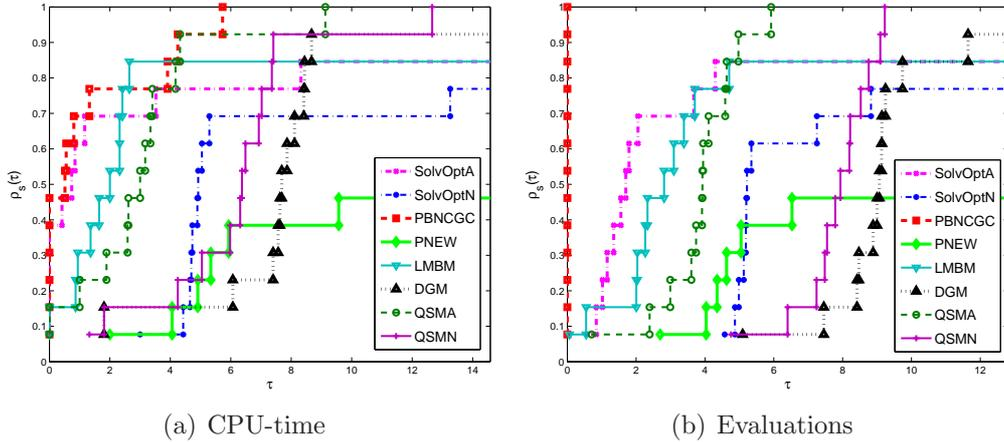 1
0.9
0.8
0.7
0.6
0.5
0.4
0.3
0.2
0.1
0
ρs(τ)
0 2 4 6 8 10 12 14
τ
SolvOptA
SolvOptN
PBNCGC
PNEW
LMBM
DGM
QSMA
QSMN
(a) CPU-time
1
0.9
0.8
0.7
0.6
0.5
0.4
0.3
0.2
0.1
0
ρs(τ)
0 2 4 6 8 10 12
τ
SolvOptA
SolvOptN
PBNCGC
PNEW
LMBM
DGM
QSMA
QSMN
(b) Evaluations